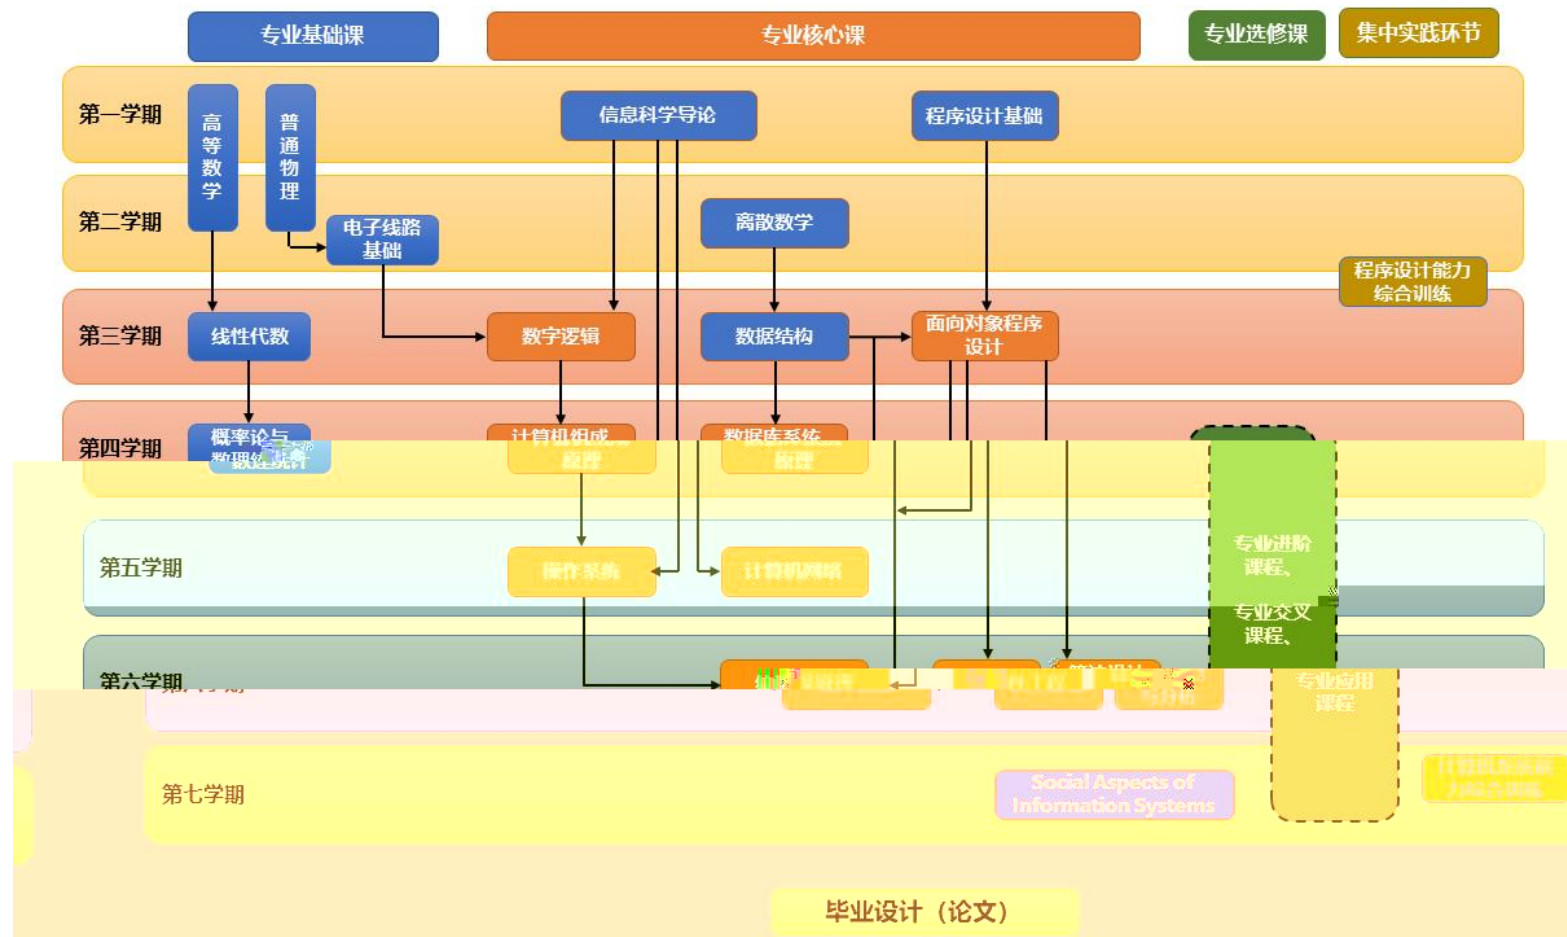 专业基础课
专业核心课
专业选修课
集中实践环节
第一学期
高
等
数
学
普
通
物
理
信息科学导论
程序设计基础
第二学期
电子线路
基础
离散数学
程序设计能力
综合训练
第三学期
线性代数
数字逻辑
数据结构
面向对象程序
设计
第四学期
概率论与
数理统计
计算机组成
原理
数据库系统
原理
第五学期
操作系统
计算机网络
专业进阶
课程、
专业交叉
课程、
第六学期
算法设计
专业应用
课程
第七学期
Social Aspects of
Information Systems
毕业设计（论文）